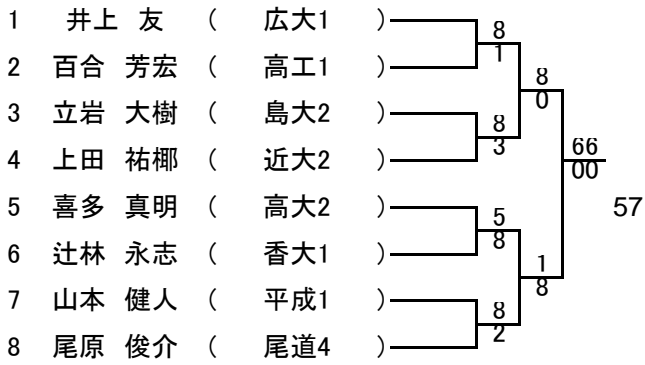 1 井上 友 ( 広大1 )
8
1
2 百合 芳宏 ( 高工1 )
8
0
3 立岩 大樹 ( 島大2 )
8
3
4 上田 祐椰 ( 近大2 )
66
00
5 喜多 真明 ( 高大2 )
57
5
8
6 辻林 永志 ( 香大1 )
1
8
7 山本 健人 ( 平成1 )
8
2
8 尾原 俊介 ( 尾道4 )